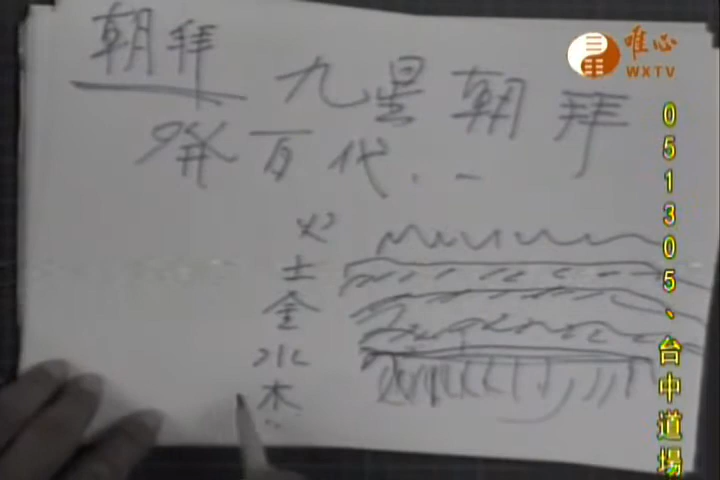 朝拜 九星朝拜
發百代...
火
土
金
水
木
唯心
WXTV
051305、台中道場